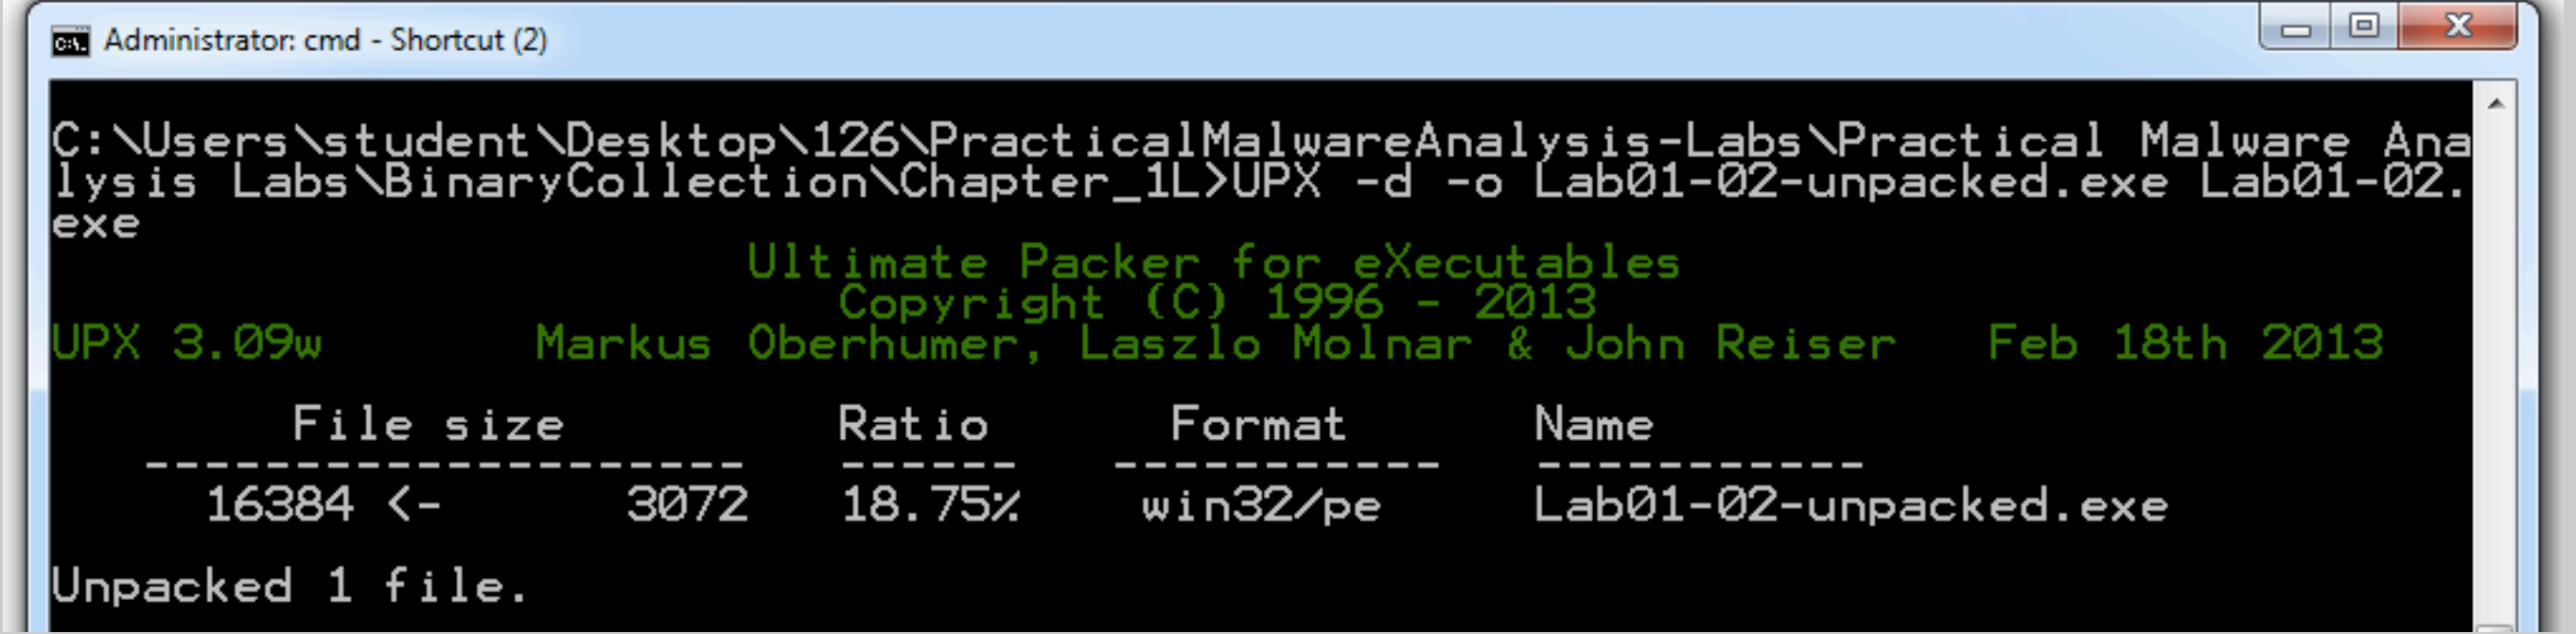 Administrator: cmd - Shortcut (2)
C:\Users\student\Desktop\126\PracticalMalwareAnalysis-Labs\Practical Malware Ana
lysis Labs\BinaryCollection\Chapter_1L>UPX -d -o Lab01-02-unpacked.exe Lab01-02.
exe
Ultimate Packer for eXecutables
Copyright (C) 1996 - 2013
UPX 3.09w Markus Oberhumer, Laszlo Molnar & John Reiser Feb 18th 2013
File size Ratio Format Name
-------------------- ------ ----------- -----------
16384 <- 3072 18.75% win32/pe Lab01-02-unpacked.exe
Unpacked 1 file.